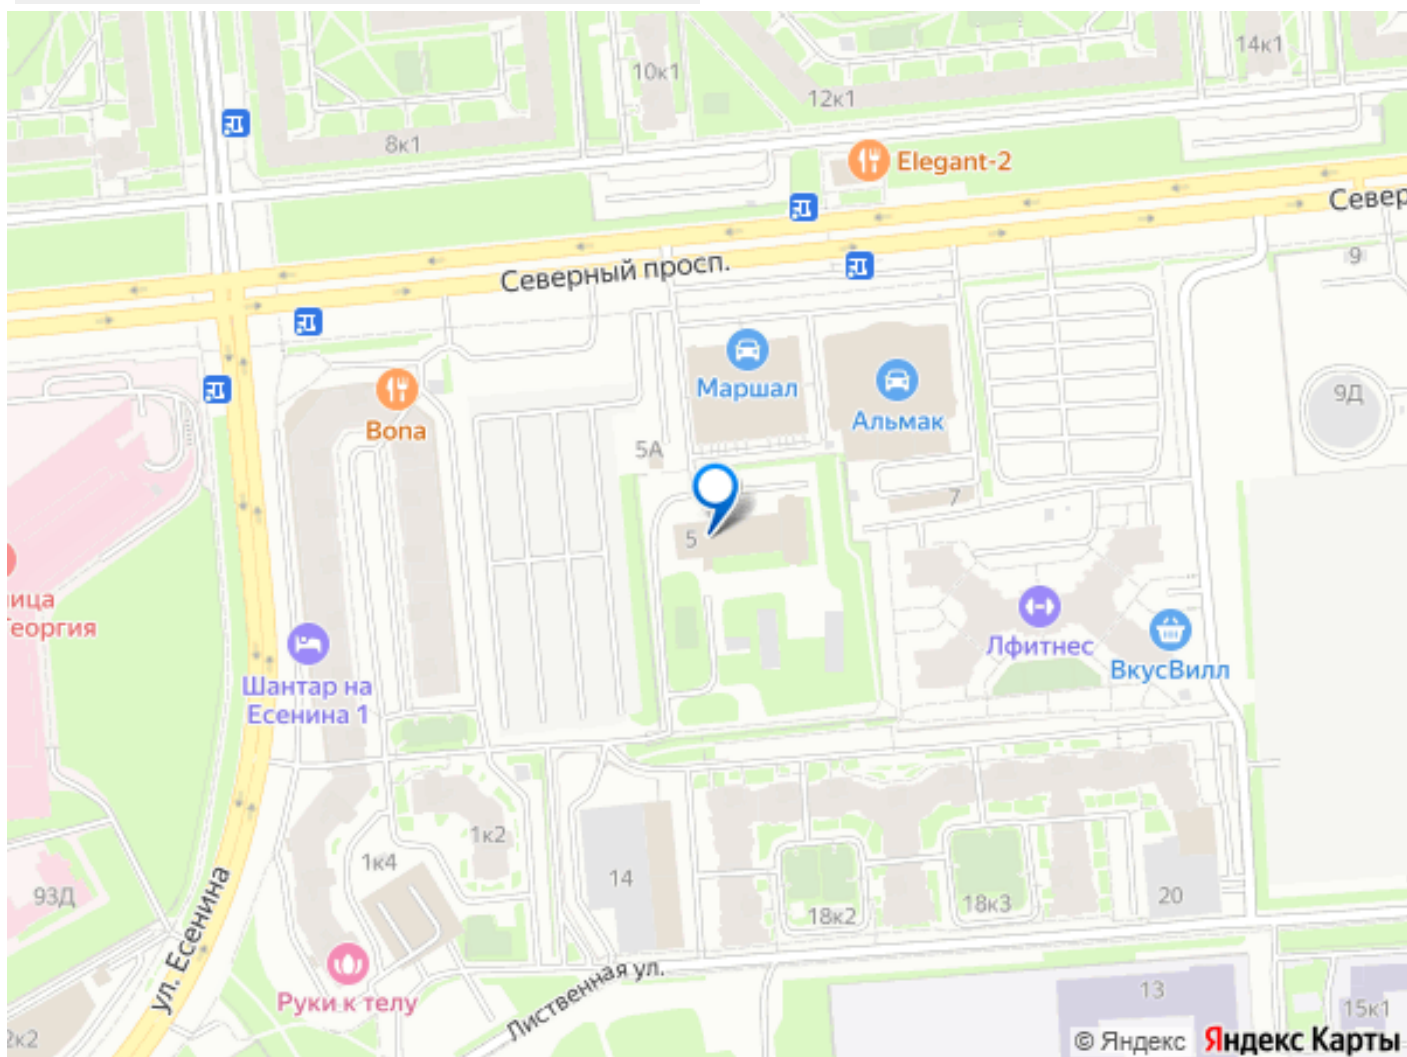 14к1
10к1
12к1
8к1
Elegant-2
Север
Северный просп.
9
Маршал
Альмак
9Д
Bona
5А
7
5
ица
Георгия
Лфитнес
ВкусВилл
Шантар на
Есенина 1
1к2
1к4
14
93Д
18к2
18к3
20
ул. Есенина
Руки к телу
Лиственная ул.
13
15к1
2к2
© Яндекс Яндекс Карты